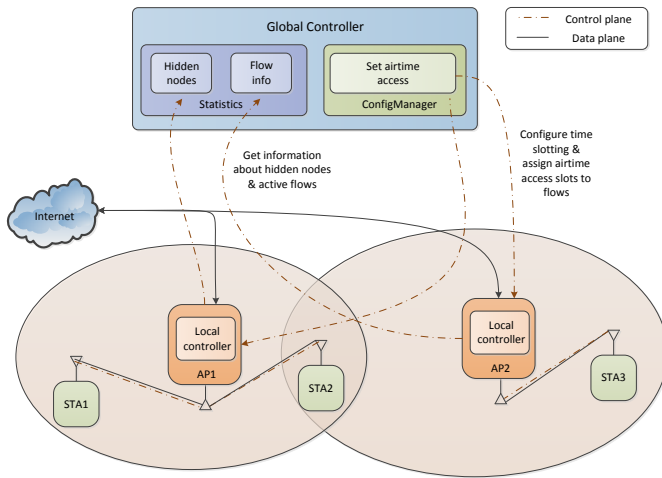 Global Controller
Control plane
Data plane
Hidden
nodes
Flow
info
Statistics
Set airtime
access
ConfigManager
Get information
about hidden nodes
& active flows
Configure time
slotting &
assign airtime
access slots to
flows
Internet
Local
controller
AP1
Local
controller
AP2
STA1
STA2
STA3